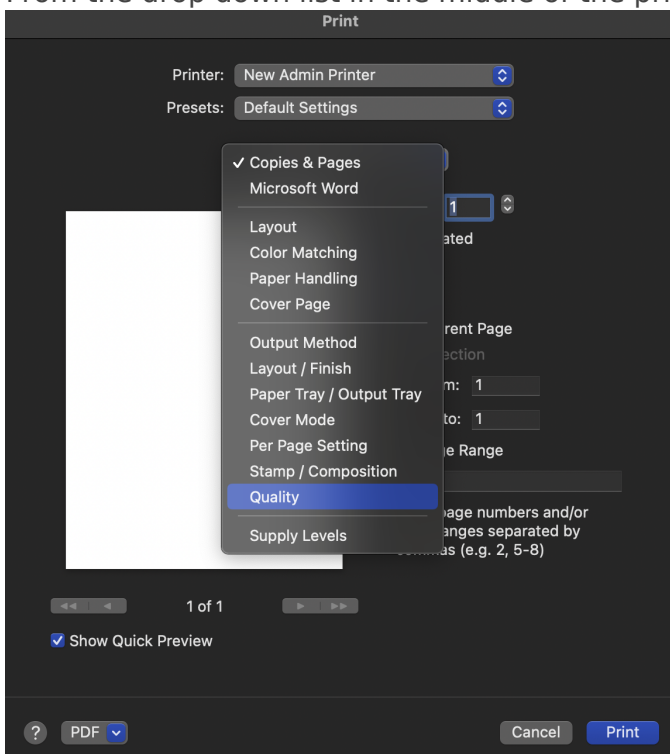 From the drop down list in the middle of the pri
Print
Printer: New Admin Printer
Presets: Default Settings
✓ Copies & Pages
Microsoft Word
1
ated
Layout
Color Matching
Paper Handling
Cover Page
rent Page
Output Method
ection
Layout / Finish
m: 1
Paper Tray / Output Tray
Cover Mode
to: 1
Per Page Setting
e Range
Stamp / Composition
Quality
age numbers and/or
Supply Levels
anges separated by
commas (e.g. 2, 5-8)
1 of 1
Show Quick Preview
? PDF
Cancel
Print